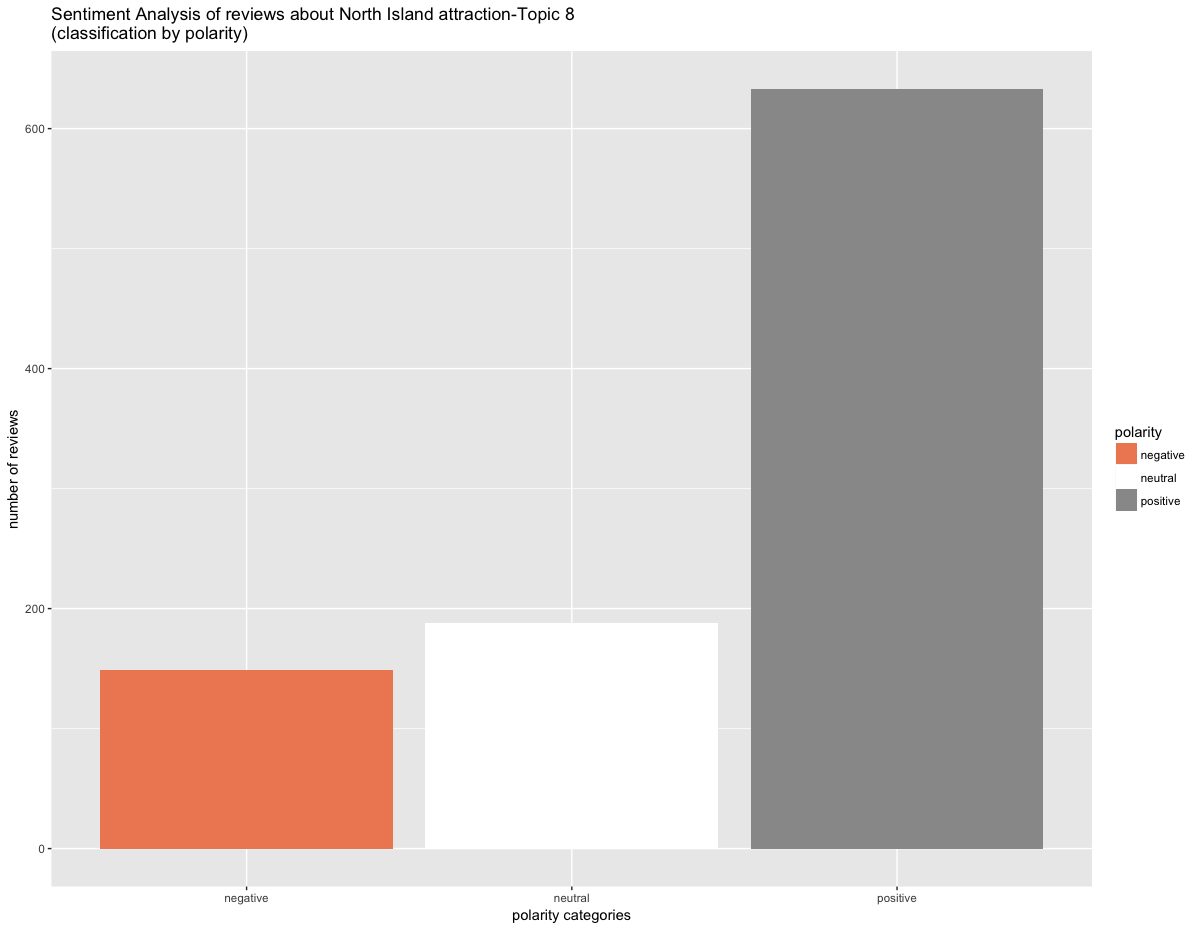 Sentiment Analysis of reviews about North Island attraction-Topic 8
(classification by polarity)
number of reviews
600
400
200
0
negative
neutral
positive
polarity categories
polarity
negative
neutral
positive